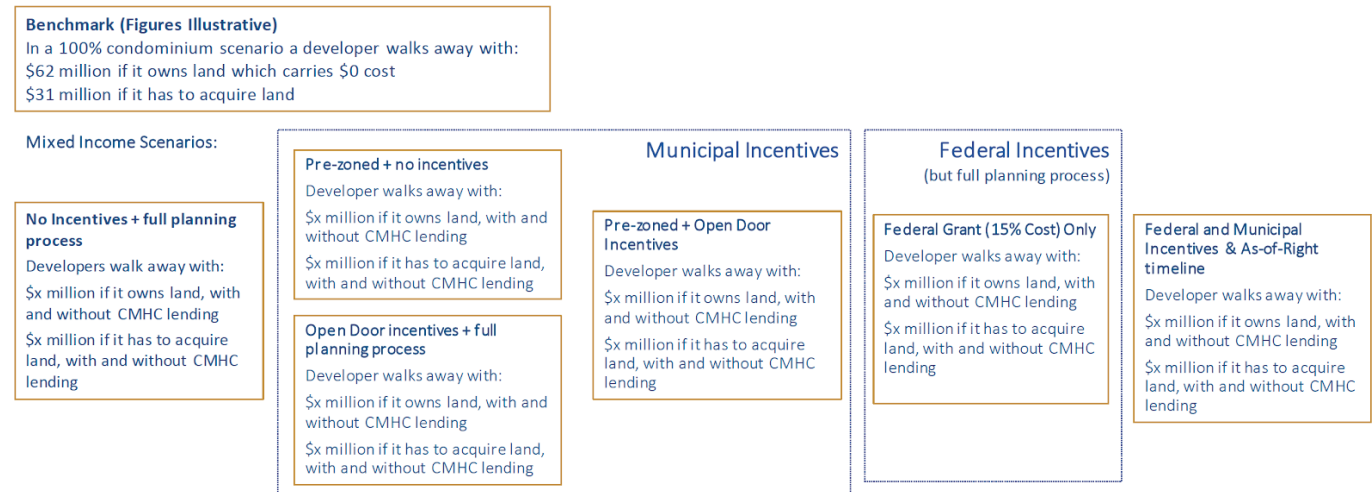 Benchmark (Figures Illustrative)
In a 100% condominium scenario a developer walks away with:
$62 million if it owns land which carries $0 cost
$31 million if it has to acquire land
Mixed Income Scenarios:
No Incentives + full planning
process
Developers walk away with:
$x million if it owns land, with
and without CMHC lending
$x million if it has to acquire
land, with and without CMHC
lending
Municipal Incentives
Pre-zoned + no incentives
Developer walks away with:
$x million if it owns land, with and
without CMHC lending
$x million if it has to acquire land,
with and without CMHC lending
Open Door incentives + full
planning process
Developer walks away with:
$x million if it owns land, with and
without CMHC lending
$x million if it has to acquire land,
with and without CMHC lending
Pre-zoned + Open Door
Incentives
Developer walks away with:
$x million if it owns land, with
and without CMHC lending
$x million if it has to acquire
land, with and without CMHC
lending
Federal Incentives
(but full planning process)
Federal Grant (15% Cost) Only
Developer walks away with:
$x million if it owns land, with
and without CMHC lending
$x million if it has to acquire
land, with and without CMHC
lending
Federal and Municipal
Incentives & As-of-Right
timeline
Developer walks away with:
$x million if it owns land, with
and without CMHC lending
$x million if it has to acquire
land, with and without CMHC
lending